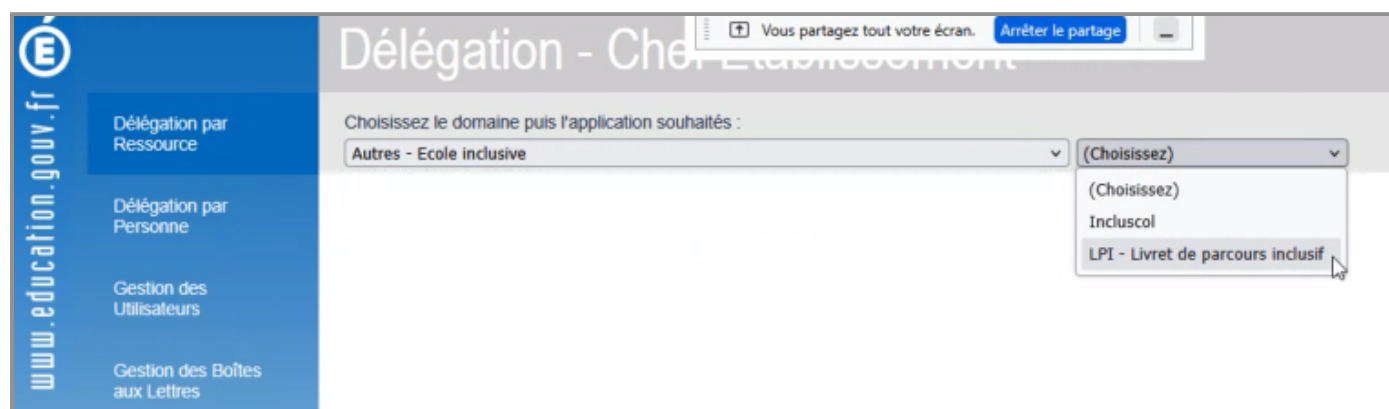 Vous partagez tout votre écran. Arrêter le partage
Délégation - Chef Etablissement
www.education.gouv.fr
Délégation par
Ressource
Délégation par
Personne
Gestion des
Utilisateurs
Gestion des Boîtes
aux Lettres
Choisissez le domaine puis l'application souhaités :
Autres - Ecole inclusive
(Choisissez)
(Choisissez)
Incluscol
LPI - Livret de parcours inclusif